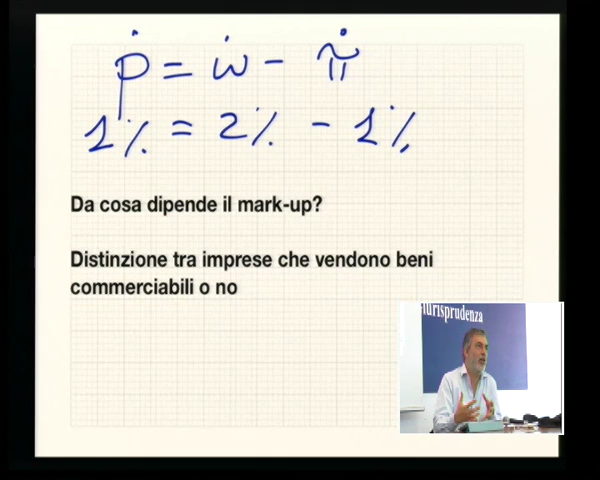 ṗ = ẇ - π̇
1% = 2% - 1%
Da cosa dipende il mark-up?
Distinzione tra imprese che vendono beni
commerciabili o no
iurisprudenza